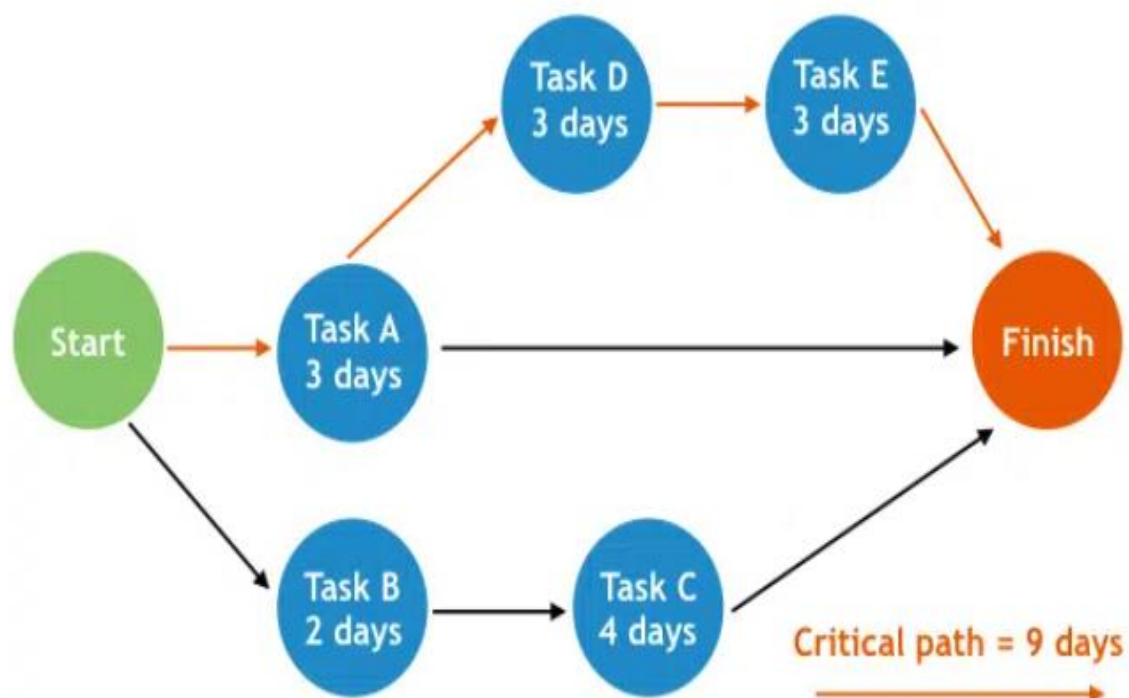 Task D
3 days
Task E
3 days
Start
Task A
3 days
Finish
Task B
2 days
Task C
4 days
Critical path = 9 days